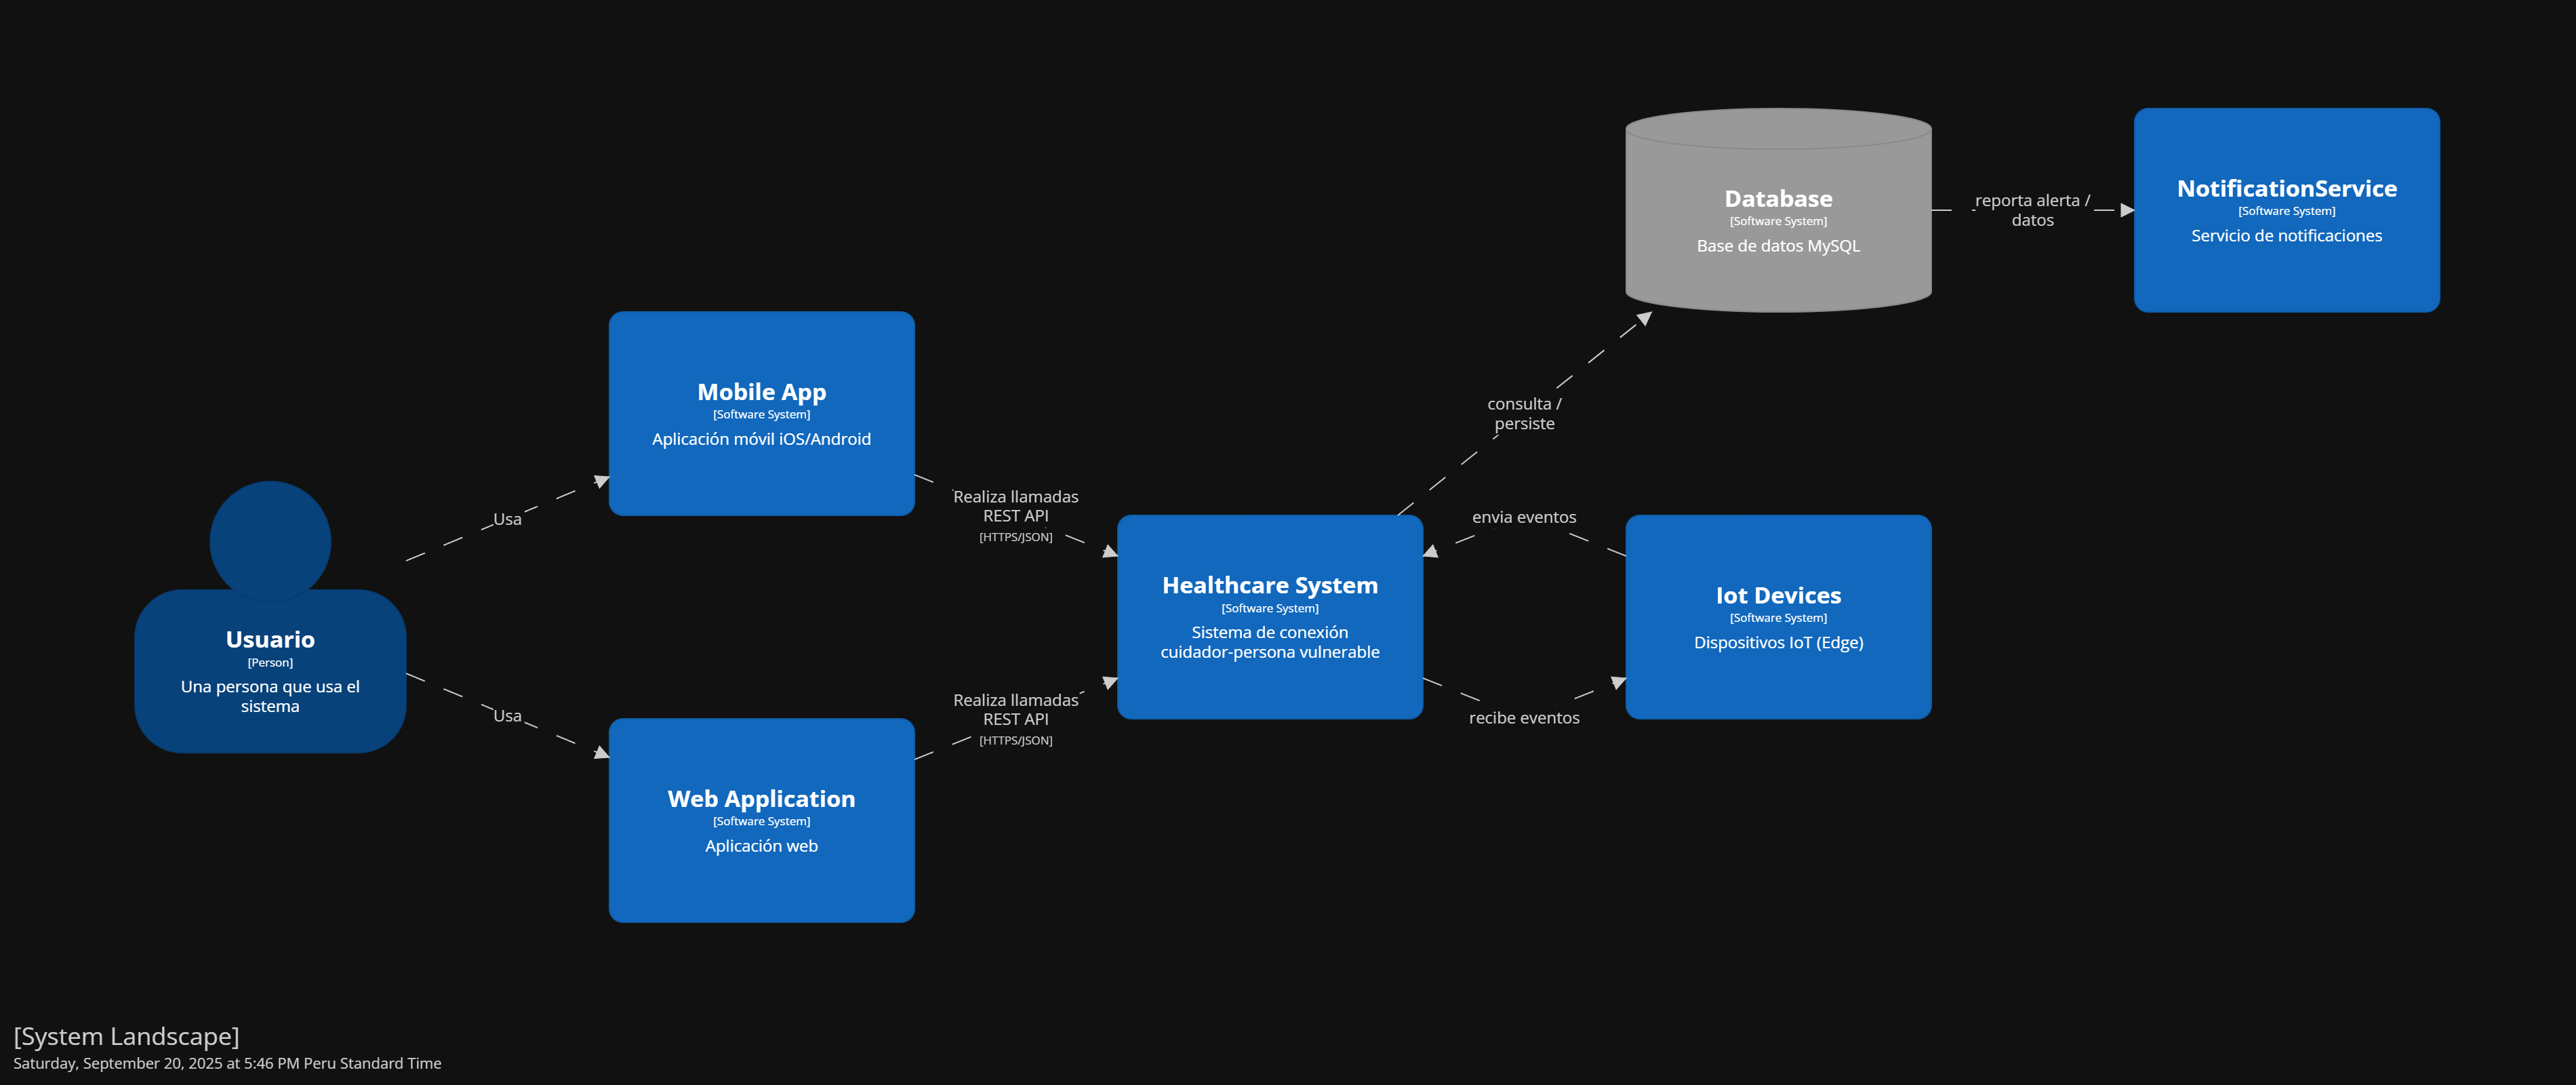 Database
[Software System]
Base de datos MySQL
reporta alerta /
datos
NotificationService
[Software System]
Servicio de notificaciones
Mobile App
[Software System]
Aplicación móvil iOS/Android
consulta /
persiste
Usa
Realiza llamadas
REST API
[HTTPS/JSON]
envia eventos
Healthcare System
[Software System]
Sistema de conexión
cuidador-persona vulnerable
Iot Devices
[Software System]
Dispositivos IoT (Edge)
Usuario
[Person]
Una persona que usa el
sistema
Usa
Realiza llamadas
REST API
[HTTPS/JSON]
recibe eventos
Web Application
[Software System]
Aplicación web
[System Landscape]
Saturday, September 20, 2025 at 5:46 PM Peru Standard Time